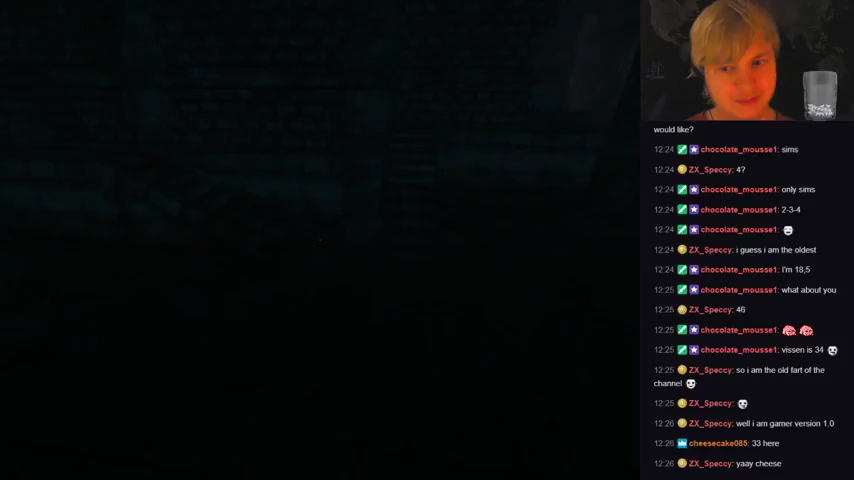 would like?
12:24 chocolate_mousse1: sims
12:24 ZX_Speccy: 4?
12:24 chocolate_mousse1: only sims
12:24 chocolate_mousse1: 2-3-4
12:24 chocolate_mousse1:
12:24 ZX_Speccy: i guess i am the oldest
12:24 chocolate_mousse1: I'm 18,5
12:25 chocolate_mousse1: what about you
12:25 ZX_Speccy: 46
12:25 chocolate_mousse1:
12:25 chocolate_mousse1: vissen is 34
12:25 ZX_Speccy: so i am the old fart of the
channel
12:25 ZX_Speccy:
12:26 ZX_Speccy: well i am gamer version 1.0
12:26 cheesecake085: 33 here
12:26 ZX_Speccy: yaay cheese